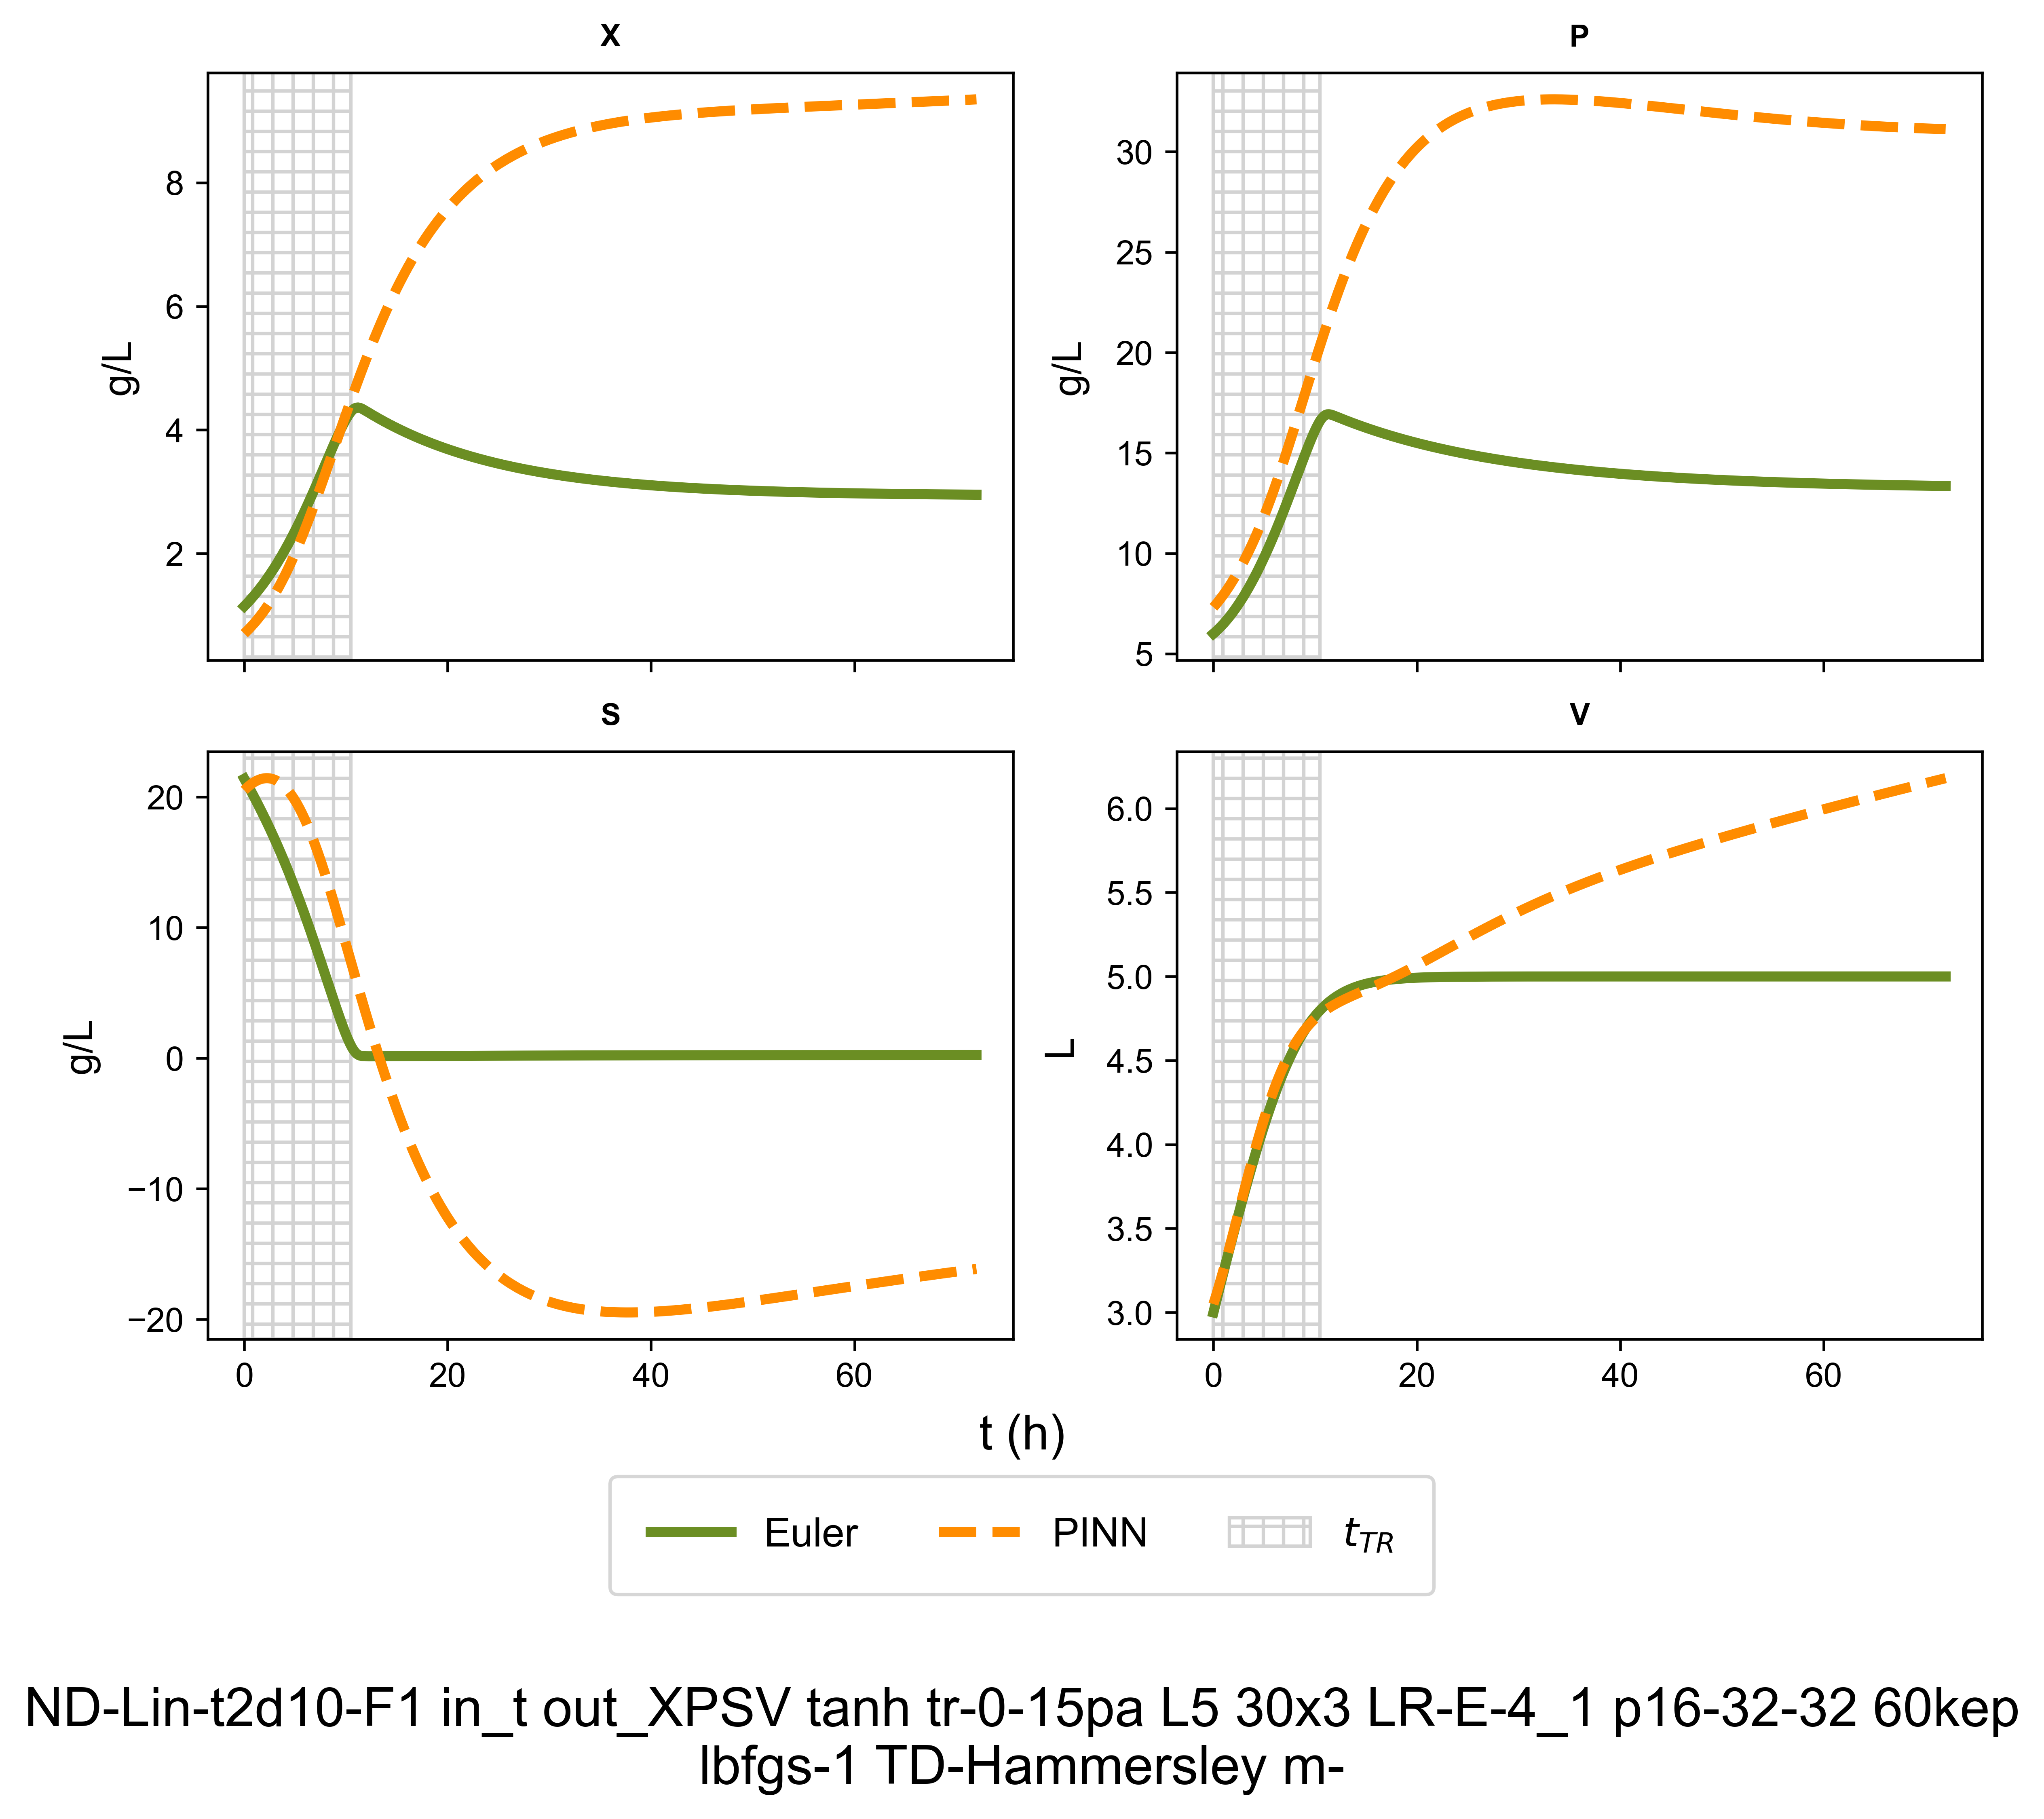 X
P
8
6
4
2
g/L
30
25
20
15
10
5
g/L
S
V
20
10
0
−10
−20
g/L
6.0
5.5
5.0
4.5
4.0
3.5
3.0
L
0 20 40 60
0 20 40 60
t (h)
Euler PINN t_TR
ND-Lin-t2d10-F1 in_t out_XPSV tanh tr-0-15pa L5 30x3 LR-E-4_1 p16-32-32 60kep
lbfgs-1 TD-Hammersley m-